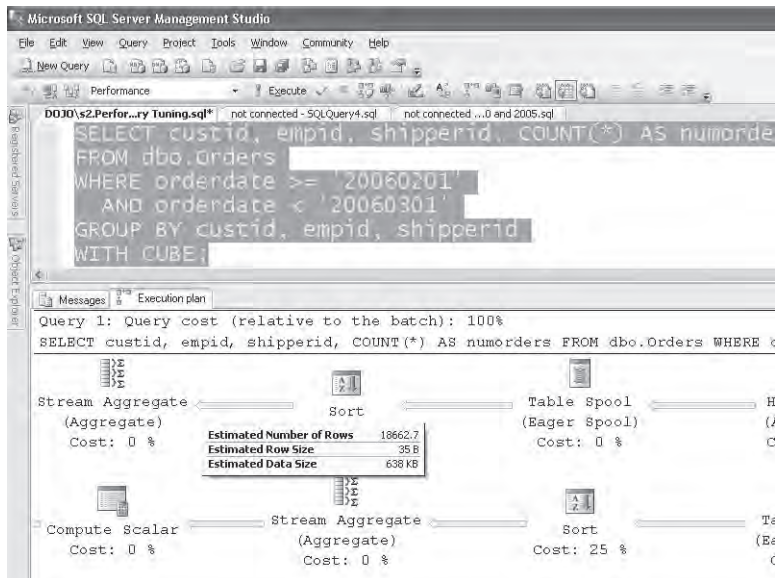 Microsoft SQL Server Management Studio
File Edit View Query Project Tools Window Community Help
New Query
Performance Execute
DOJO\s2.Perfor...ry Tuning.sql* not connected - SQLQuery4.sql not connected ...0 and 2005.sql
Registered Servers
Object Explorer
SELECT custid, empid, shipperid, COUNT(*) AS numorde
FROM dbo.Orders
WHERE orderdate >= '20060201'
AND orderdate < '20060301'
GROUP BY custid, empid, shipperid
WITH CUBE;
Messages Execution plan
Query 1: Query cost (relative to the batch): 100%
SELECT custid, empid, shipperid, COUNT(*) AS numorders FROM dbo.Orders WHERE
Stream Aggregate
(Aggregate)
Cost: 0 %
Sort
Table Spool
(Eager Spool)
Cost: 0 %
Estimated Number of Rows 18662.7
Estimated Row Size 35 B
Estimated Data Size 638 KB
Compute Scalar
Cost: 0 %
Stream Aggregate
(Aggregate)
Cost: 0 %
Sort
Cost: 25 %